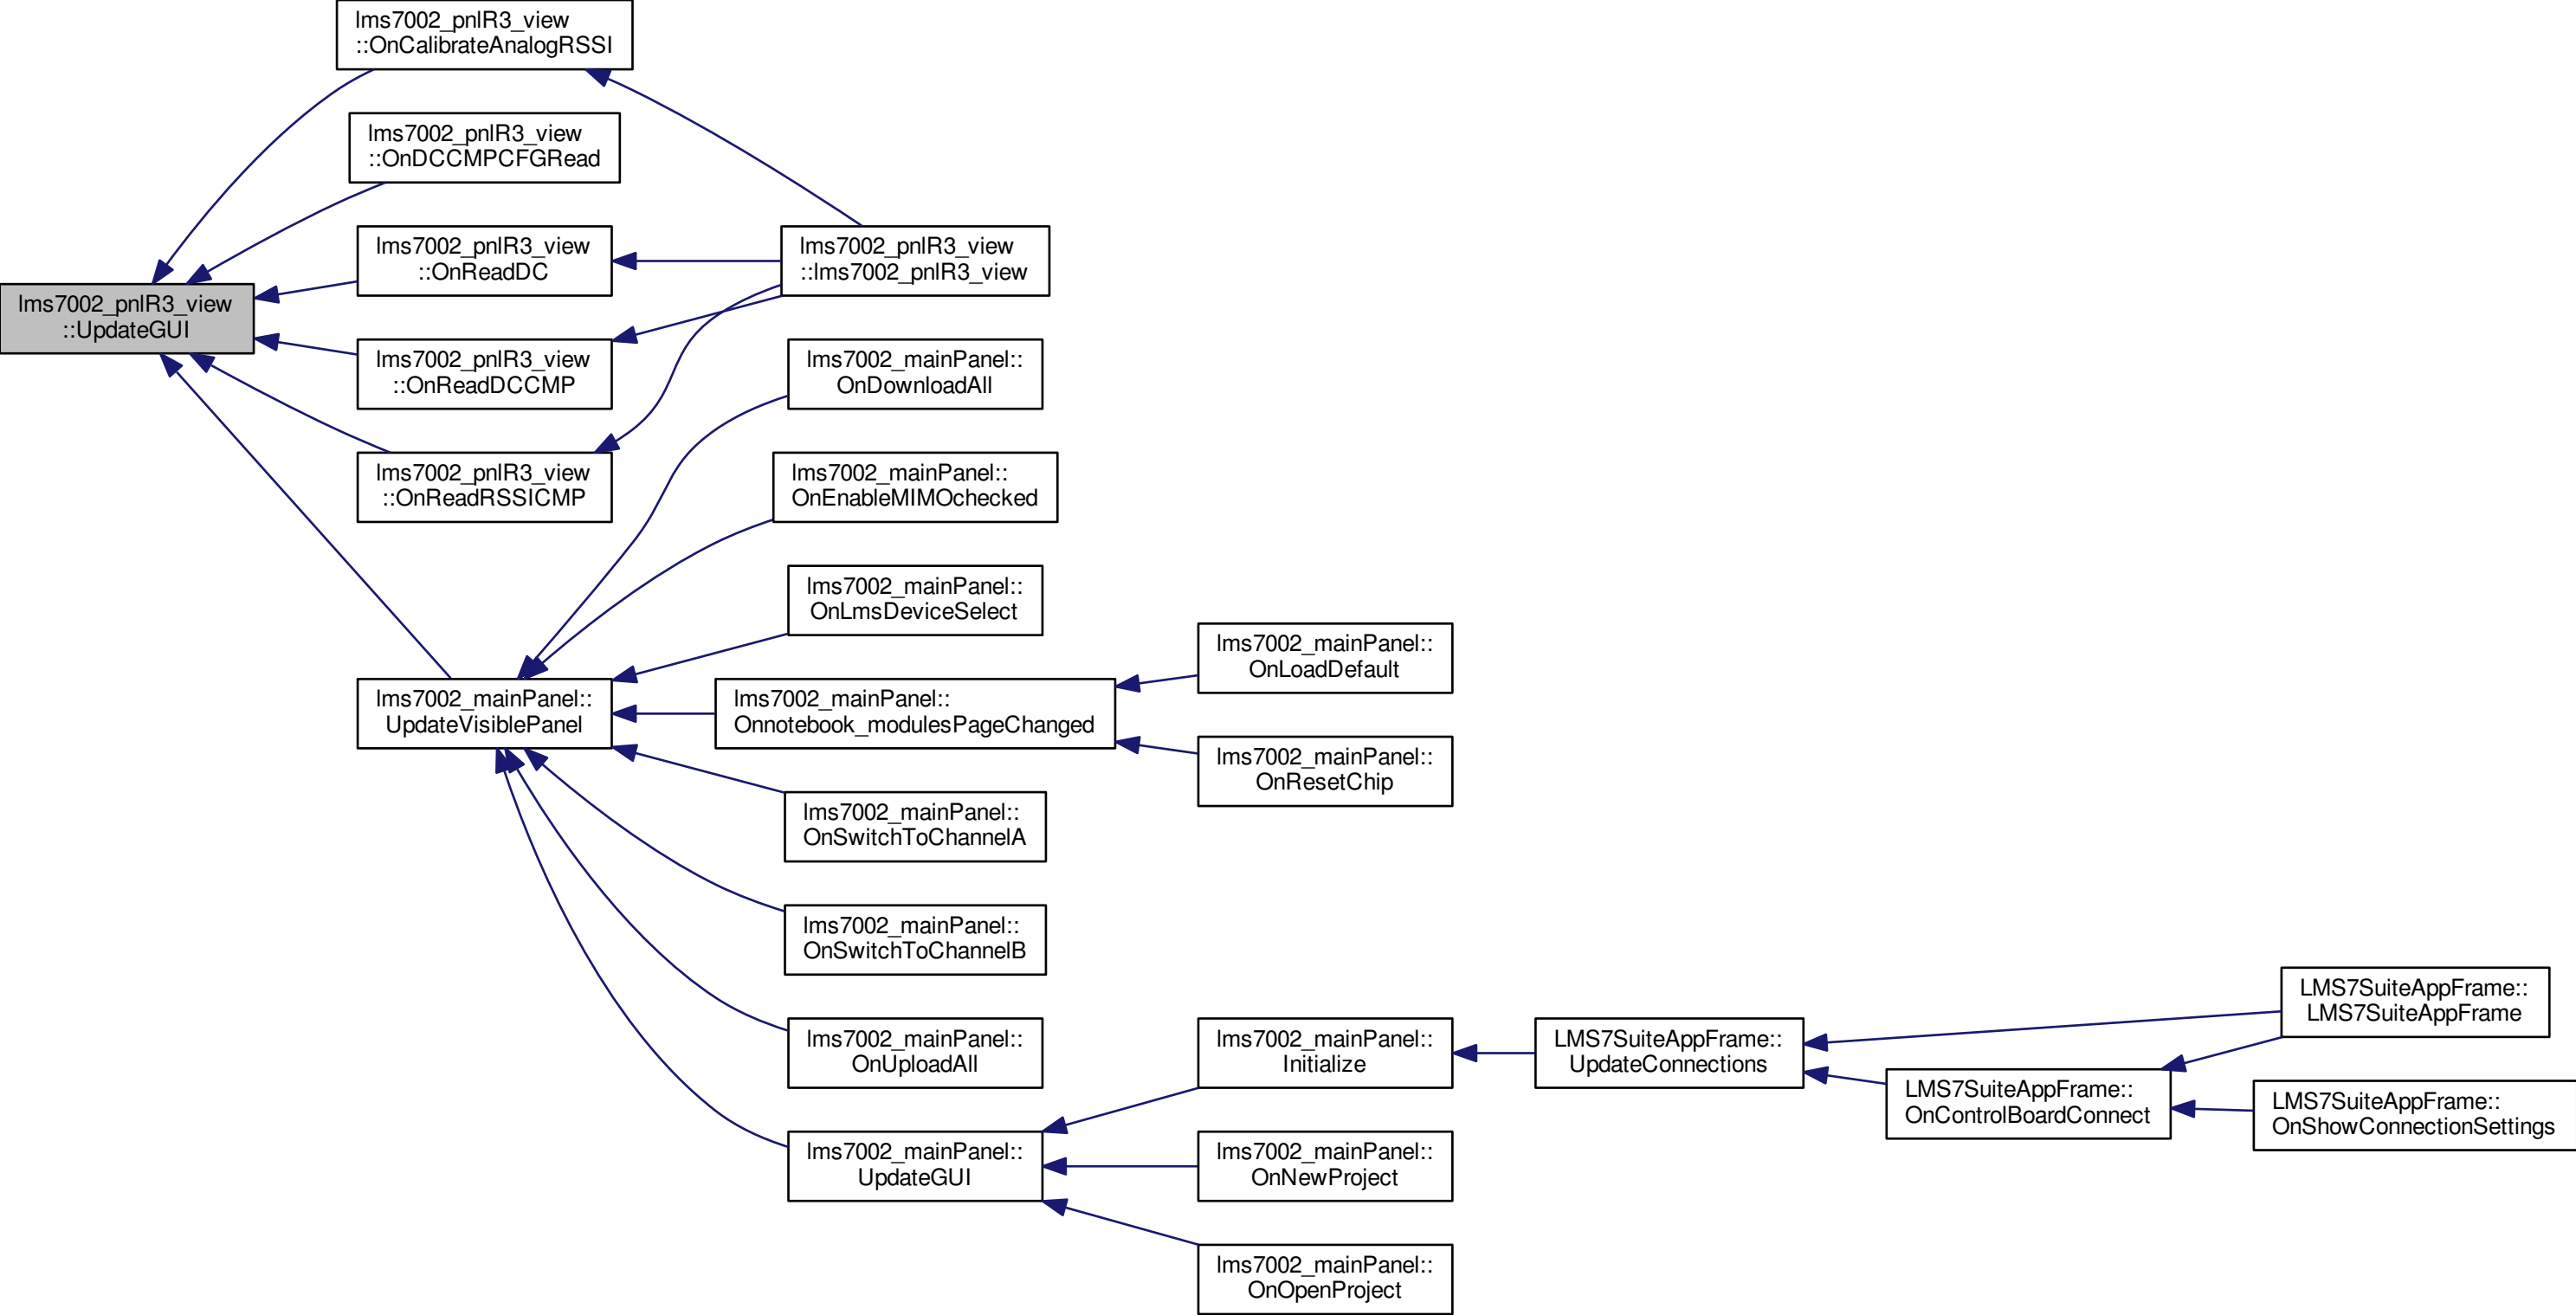 lms7002_pnlR3_view
::OnCalibrateAnalogRSSI
lms7002_pnlR3_view
::OnDCCMPCFGRead
lms7002_pnlR3_view
::OnReadDC
lms7002_pnlR3_view
::lms7002_pnlR3_view
lms7002_pnlR3_view
::UpdateGUI
lms7002_pnlR3_view
::OnReadDCCMP
lms7002_mainPanel::
OnDownloadAll
lms7002_pnlR3_view
::OnReadRSSICMP
lms7002_mainPanel::
OnEnableMIMOchecked
lms7002_mainPanel::
OnLmsDeviceSelect
lms7002_mainPanel::
OnLoadDefault
lms7002_mainPanel::
UpdateVisiblePanel
lms7002_mainPanel::
Onnotebook_modulesPageChanged
lms7002_mainPanel::
OnResetChip
lms7002_mainPanel::
OnSwitchToChannelA
lms7002_mainPanel::
OnSwitchToChannelB
LMS7SuiteAppFrame::
LMS7SuiteAppFrame
lms7002_mainPanel::
OnUploadAll
lms7002_mainPanel::
Initialize
LMS7SuiteAppFrame::
UpdateConnections
LMS7SuiteAppFrame::
OnControlBoardConnect
LMS7SuiteAppFrame::
OnShowConnectionSettings
lms7002_mainPanel::
UpdateGUI
lms7002_mainPanel::
OnNewProject
lms7002_mainPanel::
OnOpenProject